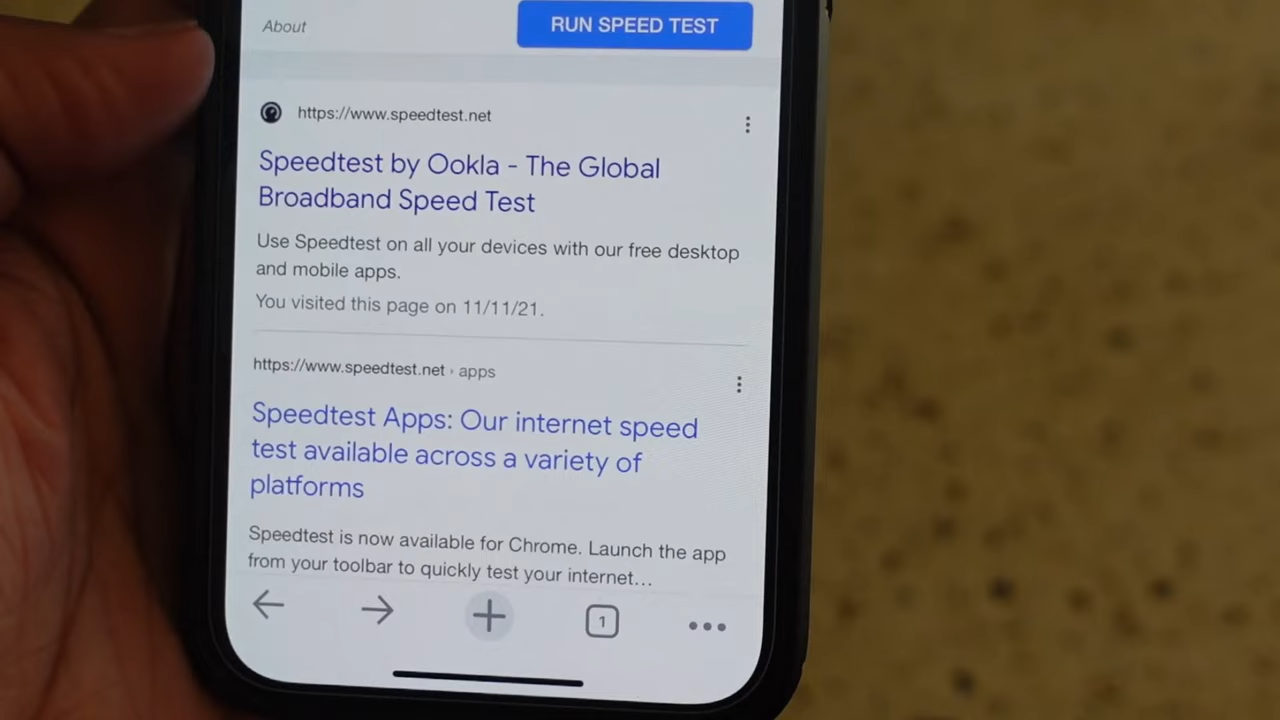 About
RUN SPEED TEST
https://www.speedtest.net
Speedtest by Ookla - The Global
Broadband Speed Test
Use Speedtest on all your devices with our free desktop
and mobile apps.
You visited this page on 11/11/21.
https://www.speedtest.net › apps
Speedtest Apps: Our internet speed
test available across a variety of
platforms
Speedtest is now available for Chrome. Launch the app
from your toolbar to quickly test your internet...
1